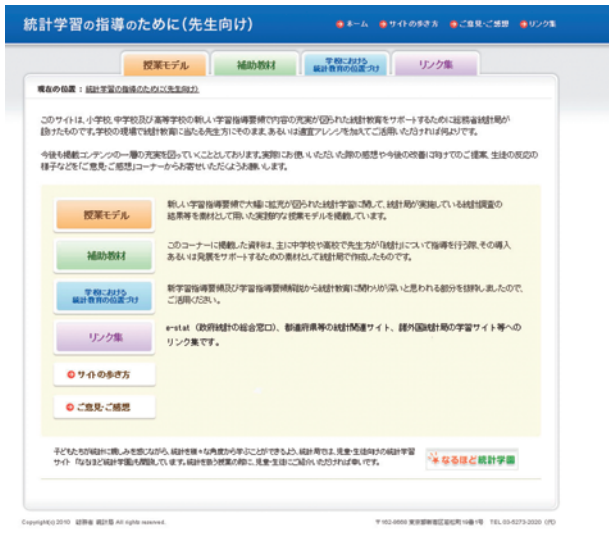 統計学習の指導のために(先生向け)
ホーム サイトの歩き方 ご意見・ご感想 リンク集
授業モデル 補助教材 学校における統計教育の位置づけ リンク集
現在の位置：統計学習の指導のために(先生向け)
このサイトは、小学校、中学校及び高等学校の新しい学習指導要領で内容の充実が図られた統計教育をサポートするために総務省統計局が
設けたものです。学校の現場で統計教育に当たる先生方にそのまま、あるいは適宜アレンジを加えてご活用いただければ何よりです。
今後も掲載コンテンツの一層の充実を図っていくこととしております。実際にお使いいただいた際の感想や今後の改善に向けてのご提案、生徒の反応の
様子などを「ご意見・ご感想」コーナーからお寄せいただくようお願いします。
授業モデル
新しい学習指導要領で大幅に拡充が図られた統計学習に関して、統計局が実施している統計調査の
結果等を素材として用いた実践的な授業モデルを掲載しています。
補助教材
このコーナーに掲載した資料は、主に中学校や高校で先生方が「統計」について指導を行う際、その導入
あるいは発展をサポートするための素材として統計局で作成したものです。
学校における
統計教育の位置づけ
新学習指導要領及び学習指導要領解説から統計教育に関わりが深いと思われる部分を抜粋しましたので、
ご活用ください。
リンク集
e-stat（政府統計の総合窓口）、都道府県等の統計関連サイト、諸外国統計局の学習サイト等への
リンク集です。
サイトの歩き方
ご意見・ご感想
子どもたちが統計に親しみを感じながら、統計を様々な角度から学ぶことができるよう、統計局では、児童・生徒向けの統計学習
サイト「なるほど統計学園」も開設しています。統計を扱う授業の際に、児童・生徒にご紹介いただければ幸いです。
なるほど統計学園
Copyright(c) 2010 総務省 統計局 All rights reserved.
〒162-8668 東京都新宿区若松町19番1号 TEL 03-5273-2020 (代)